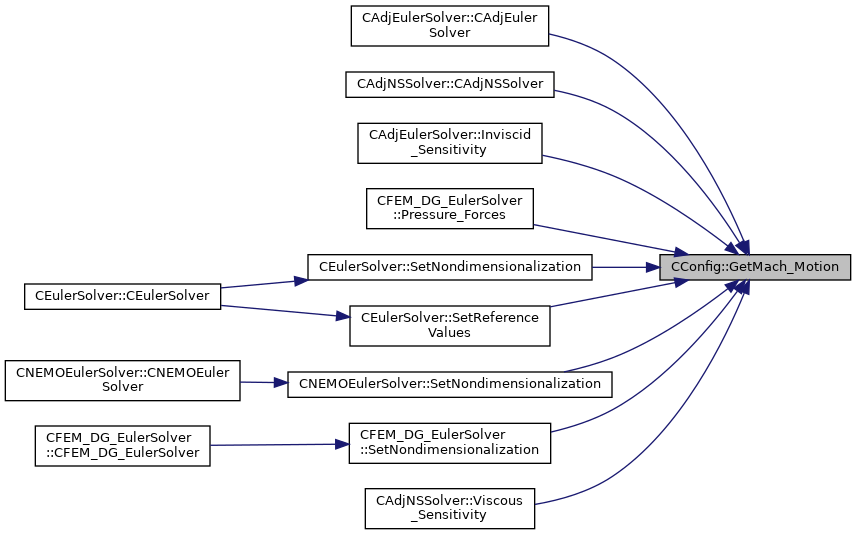 CAdjEulerSolver::CAdjEuler
Solver
CAdjNSSolver::CAdjNSSolver
CAdjEulerSolver::Inviscid
_Sensitivity
CFEM_DG_EulerSolver
::Pressure_Forces
CConfig::GetMach_Motion
CEulerSolver::SetNondimensionalization
CEulerSolver::CEulerSolver
CEulerSolver::SetReference
Values
CNEMOEulerSolver::CNEMOEuler
Solver
CNEMOEulerSolver::SetNondimensionalization
CFEM_DG_EulerSolver
::CFEM_DG_EulerSolver
CFEM_DG_EulerSolver
::SetNondimensionalization
CAdjNSSolver::Viscous
_Sensitivity